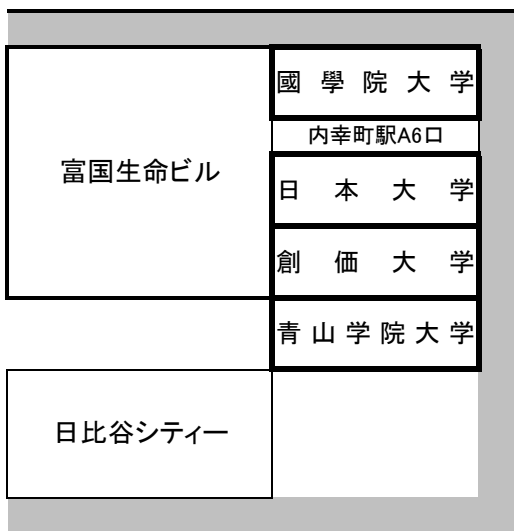 國學院大学
内幸町駅A6口
富国生命ビル
日本大学
創価大学
青山学院大学
日比谷シティー